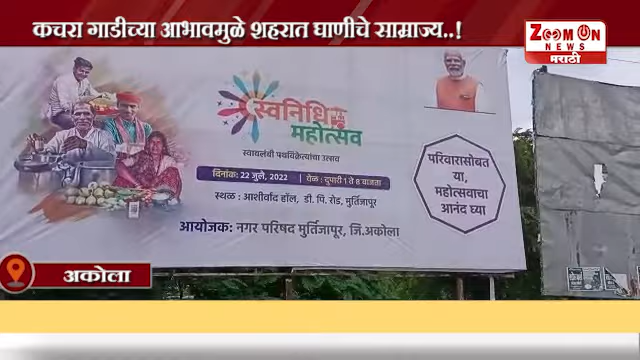 कचरा गाडीच्या आभावमुळे शहरात घाणीचे साम्राज्य..!
ZOOM ON
NEWS
मराठी
स्वनिधि
महोत्सव
स्वावलंबी पथविक्रेत्यांचा उत्सव
दिनांक: 22 जुलै, 2022 वेळ : दुपारी 1 ते 8 वाजता
स्थळ : आशीर्वाद हॉल, डी. पि. रोड, मुर्तिजापूर
आयोजक: नगर परिषद मुर्तिजापूर, जि.अकोला
परिवारासोबत
या,
महोत्सवाचा
आनंद घ्या
अकोला